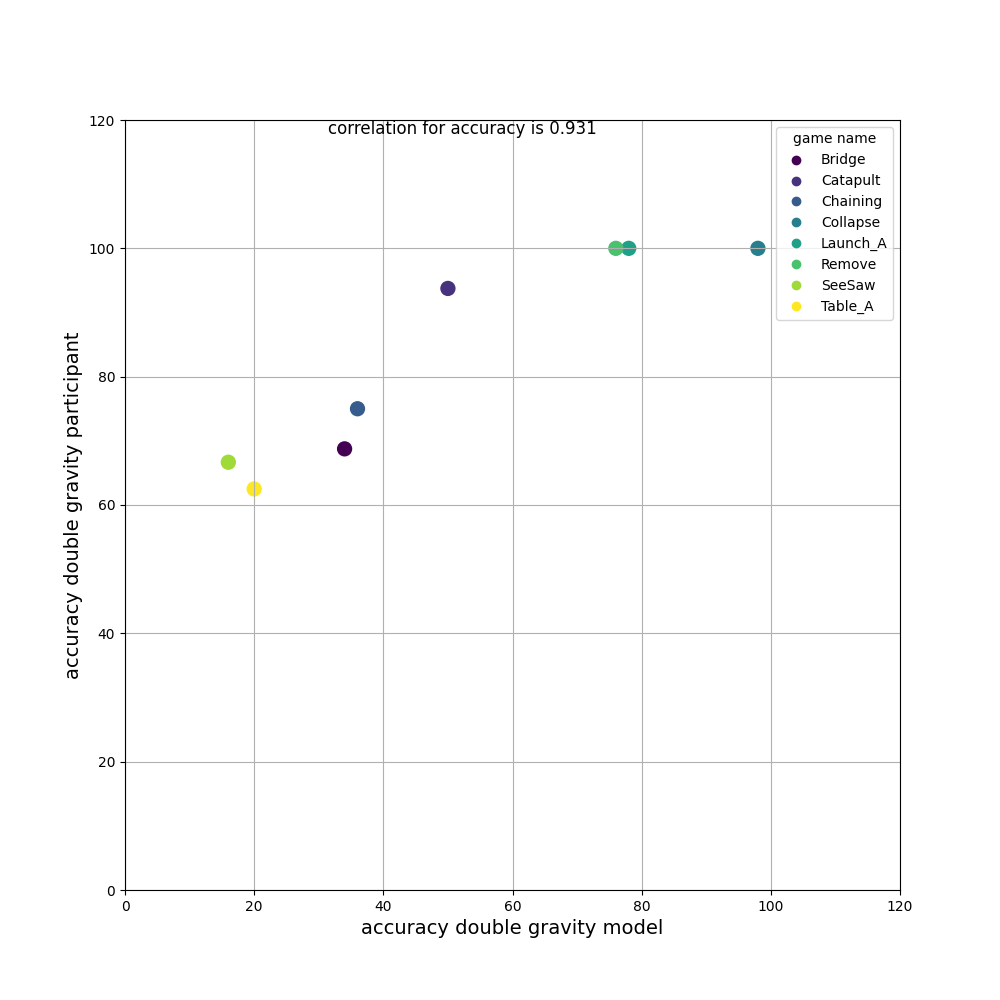 correlation for accuracy is 0.931
game name
Bridge
Catapult
Chaining
Collapse
Launch_A
Remove
SeeSaw
Table_A
120
100
80
60
40
20
0
accuracy double gravity participant
0 20 40 60 80 100 120
accuracy double gravity model